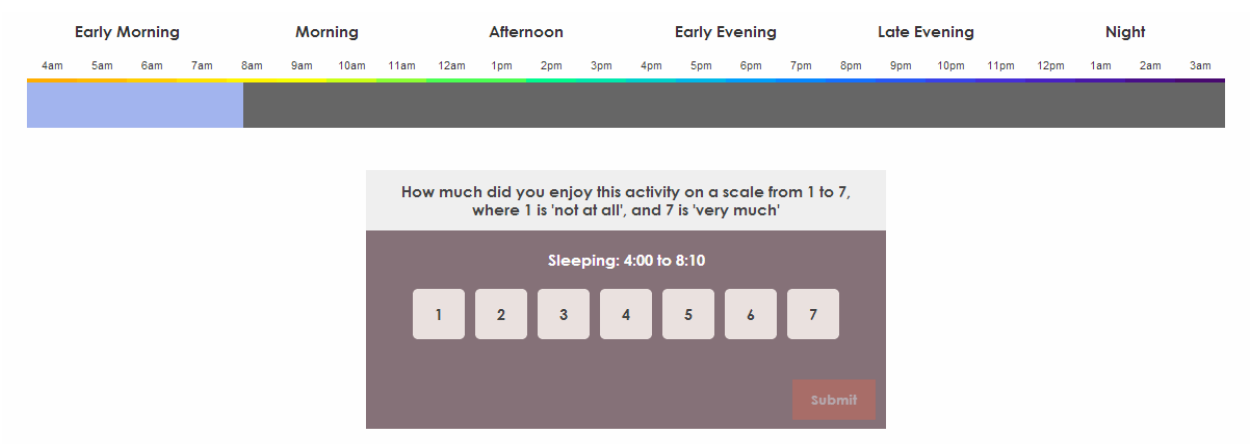 Early Morning Morning Afternoon Early Evening Late Evening Night
4am 5am 6am 7am 8am 9am 10am 11am 12am 1pm 2pm 3pm 4pm 5pm 6pm 7pm 8pm 9pm 10pm 11pm 12pm 1am 2am 3am
How much did you enjoy this activity on a scale from 1 to 7,
where 1 is 'not at all', and 7 is 'very much'
Sleeping: 4:00 to 8:10
1 2 3 4 5 6 7
Submit